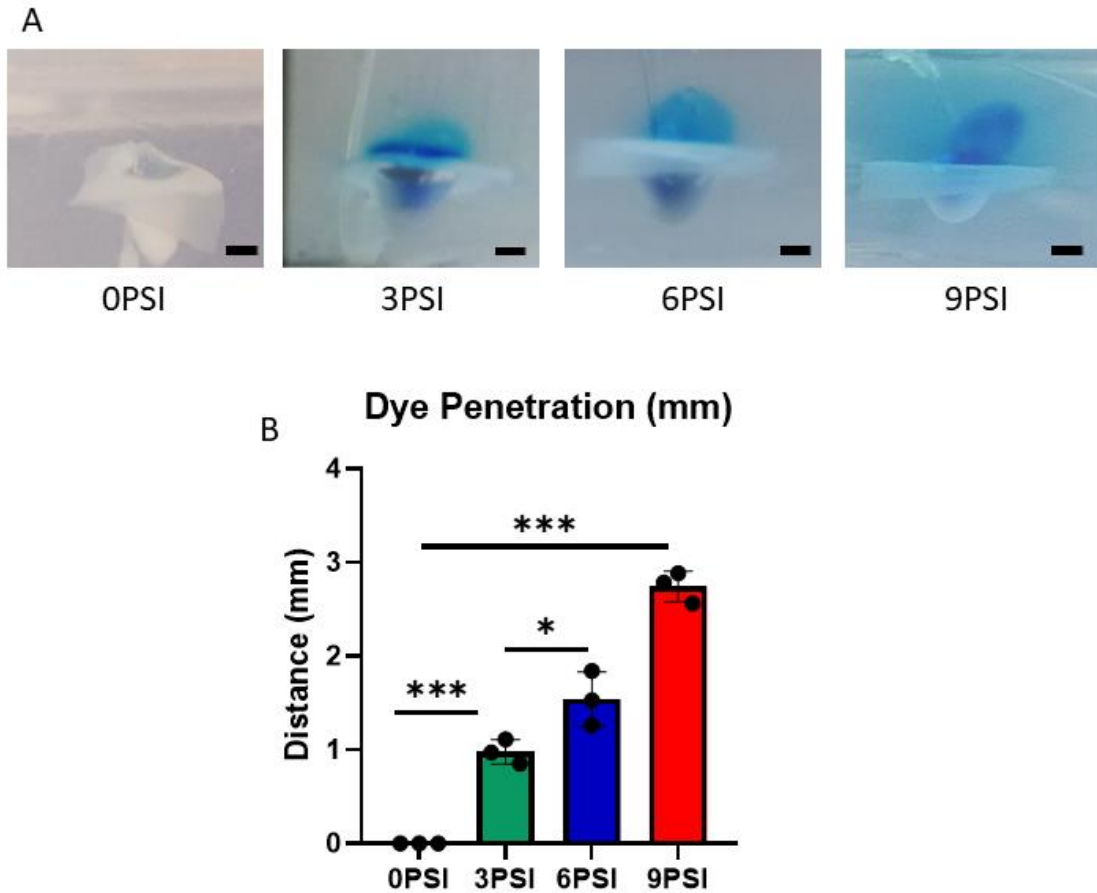 A
0PSI 3PSI 6PSI 9PSI
Dye Penetration (mm)
B
4
***
3
Distance (mm)
*
2
***
1
0
0PSI 3PSI 6PSI 9PSI